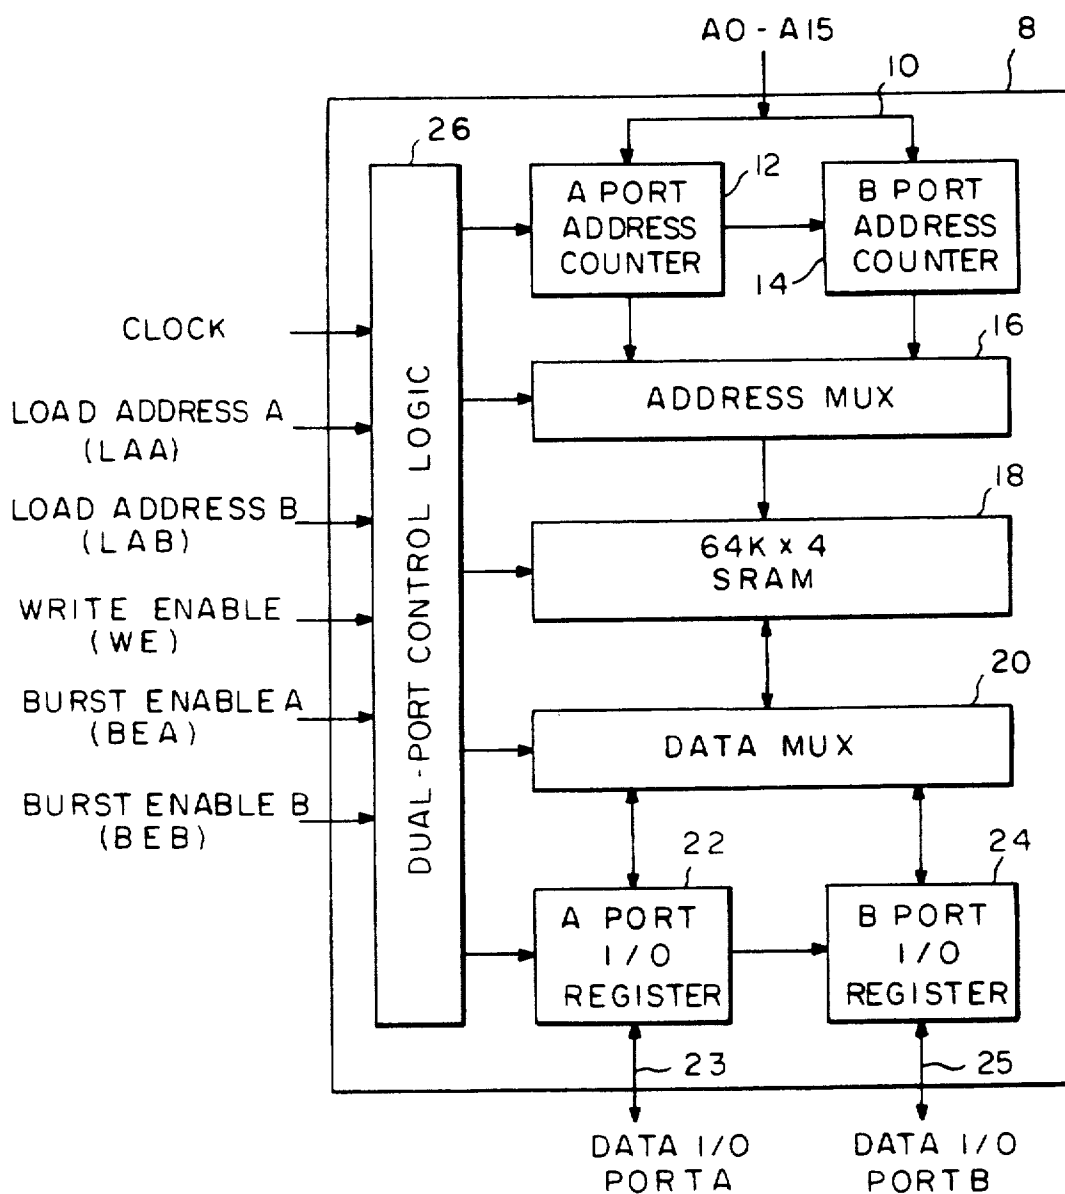 A0 - A15
8
10
26
12
A PORT
ADDRESS
COUNTER
B PORT
ADDRESS
COUNTER
14
CLOCK
16
ADDRESS MUX
LOAD ADDRESS A
(LAA)
18
LOAD ADDRESS B
(LAB)
64K x 4
SRAM
DUAL-PORT CONTROL LOGIC
WRITE ENABLE
(WE)
20
BURST ENABLE A
(BEA)
DATA MUX
BURST ENABLE B
(BEB)
22
24
A PORT
I/O
REGISTER
B PORT
I/O
REGISTER
23
25
DATA I/O
PORT A
DATA I/O
PORT B